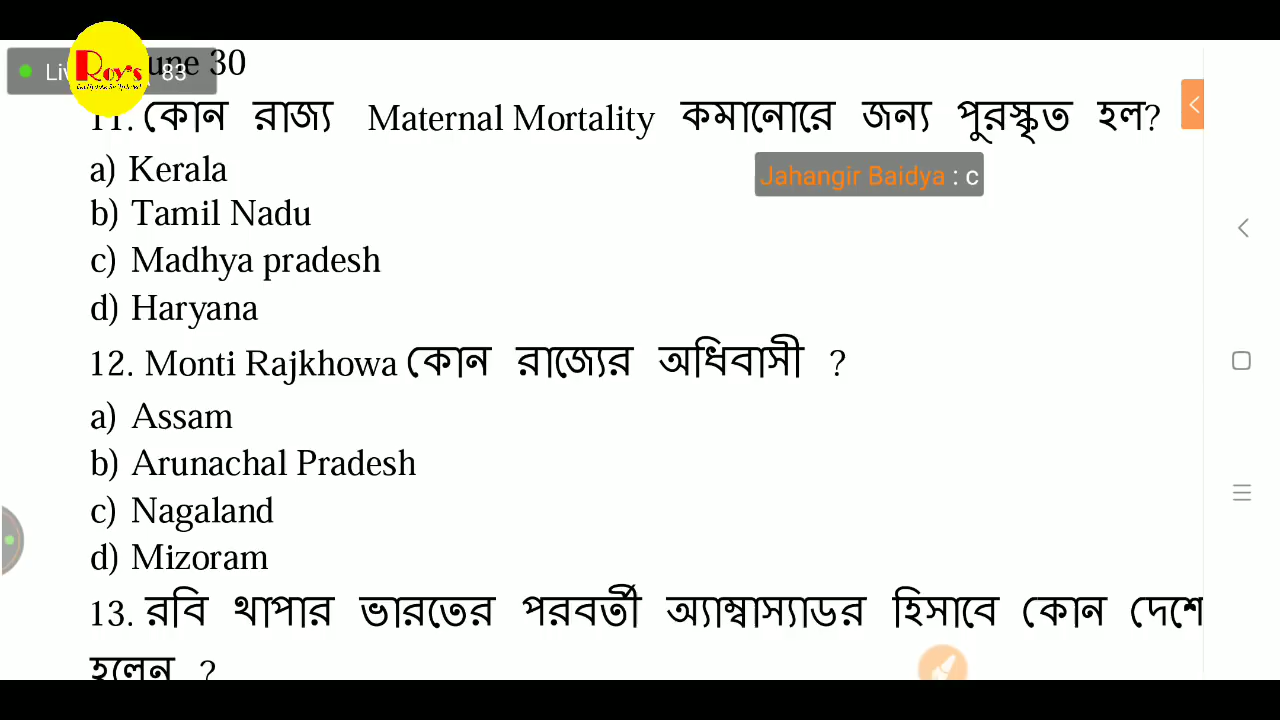 Live 83
June 30
Roy's
11. কোন রাজ্য Maternal Mortality কমানোরে জন্য পুরস্কৃত হল?
a) Kerala
Jahangir Baidya : c
b) Tamil Nadu
c) Madhya pradesh
d) Haryana
12. Monti Rajkhowa কোন রাজ্যের অধিবাসী ?
a) Assam
b) Arunachal Pradesh
c) Nagaland
d) Mizoram
13. রবি থাপার ভারতের পরবর্তী অ্যাম্বাস্যাডর হিসাবে কোন দেশে
হলেন ?